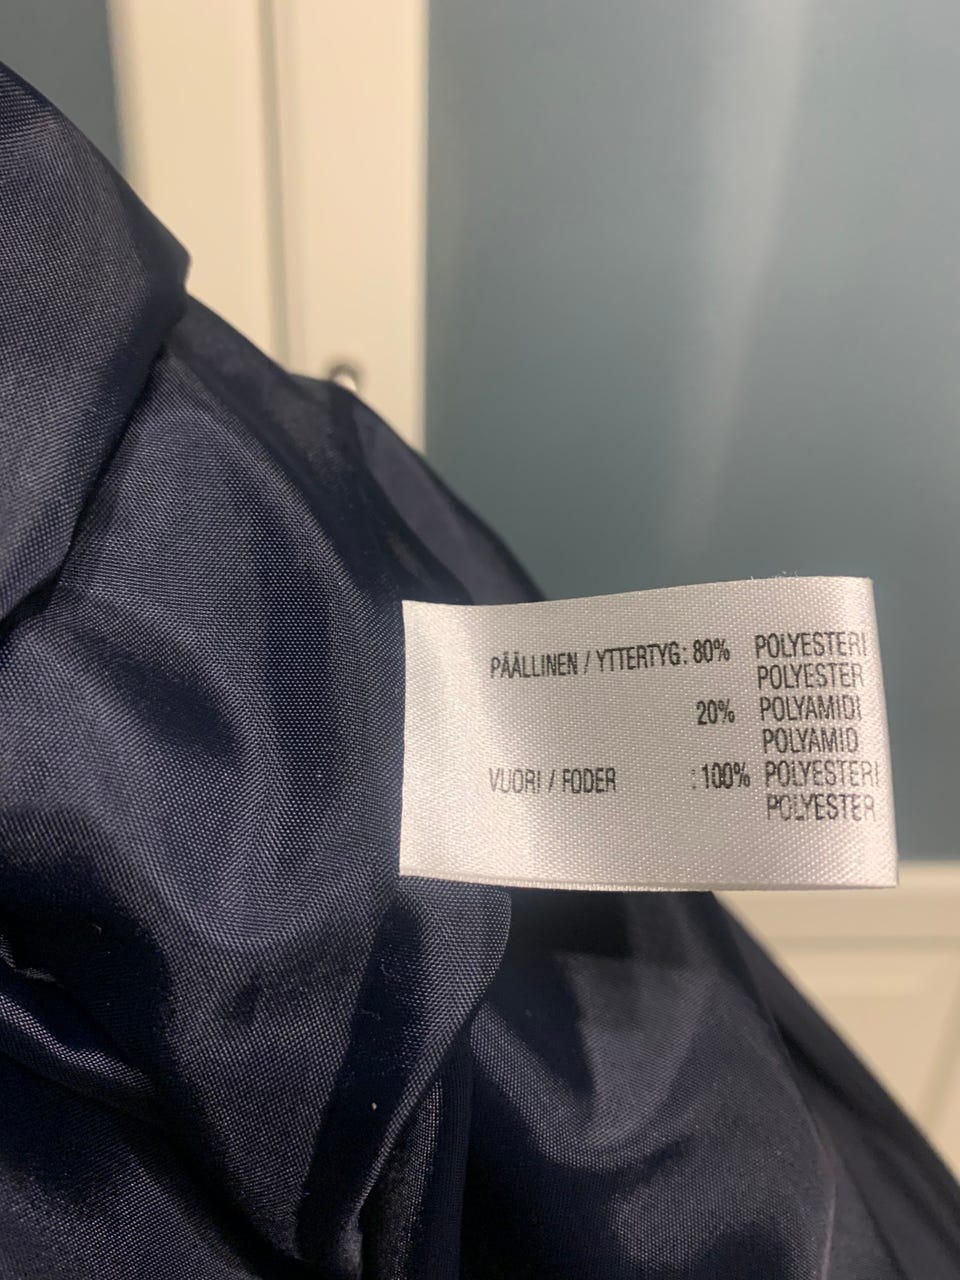 PÄÄLLINEN / YTTERTYG: 80% POLYESTERI
POLYESTER
20% POLYAMIDI
POLYAMID
VUORI / FODER : 100% POLYESTERI
POLYESTER